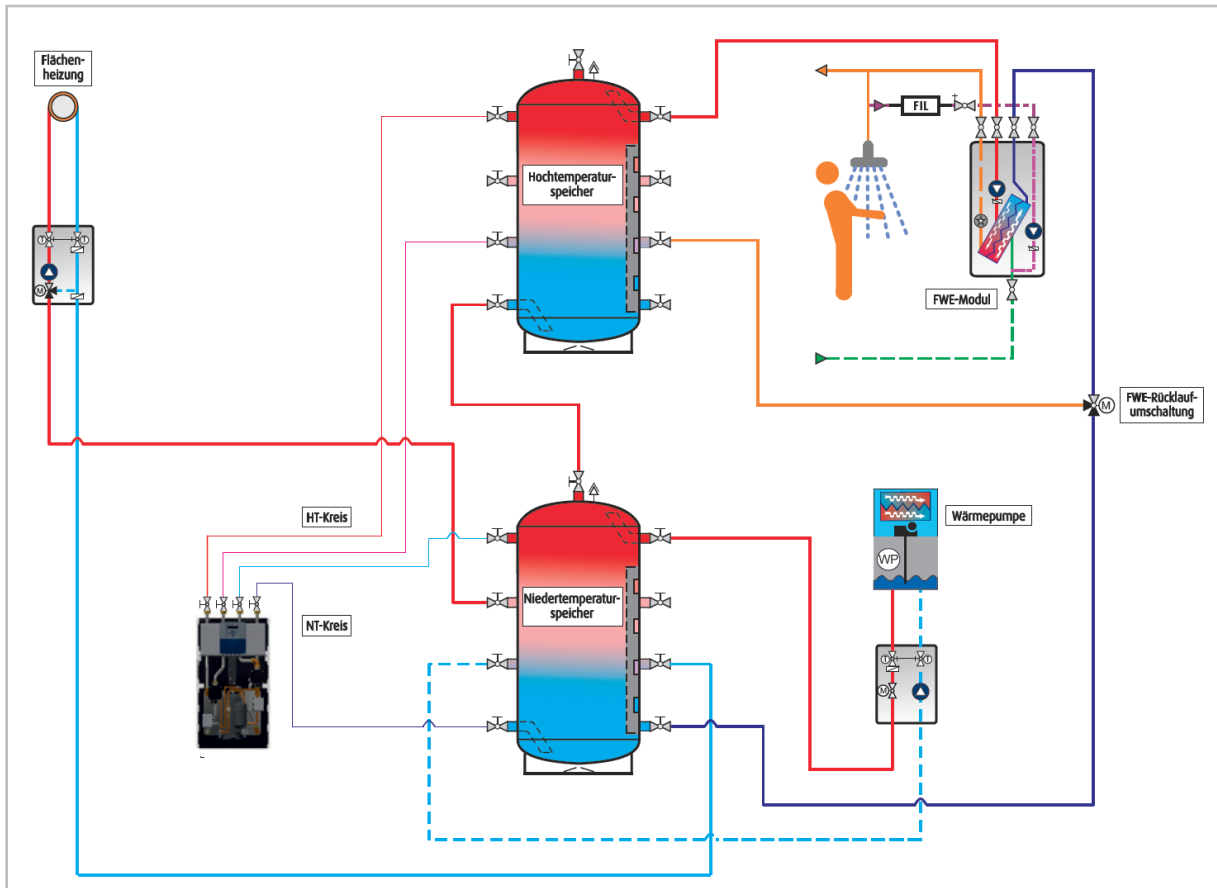 Flächen-
heizung
T
T
M
Hochtemperatur-
speicher
FIL
FWE-Modul
M
FWE-Rücklauf-
umschaltung
HT-Kreis
NT-Kreis
Niedertemperatur-
speicher
Wärmepumpe
WP
T
T
M